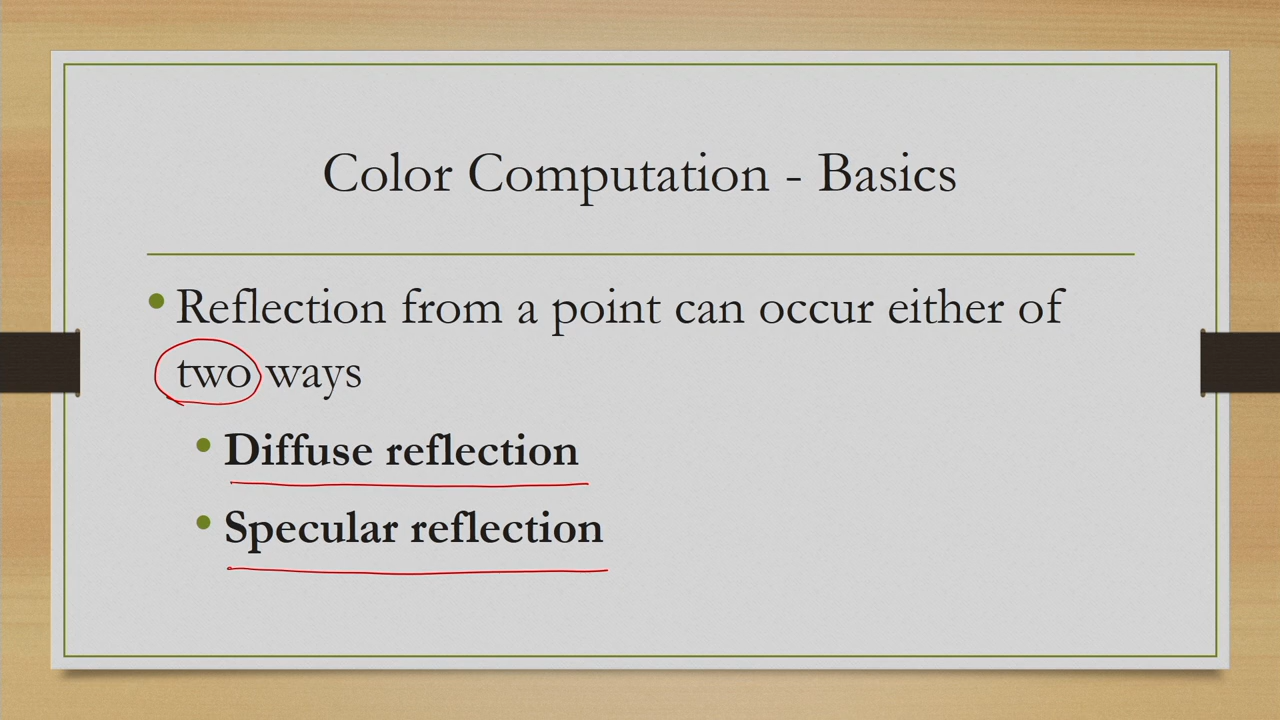 Color Computation - Basics
• Reflection from a point can occur either of
two ways
• Diffuse reflection
• Specular reflection